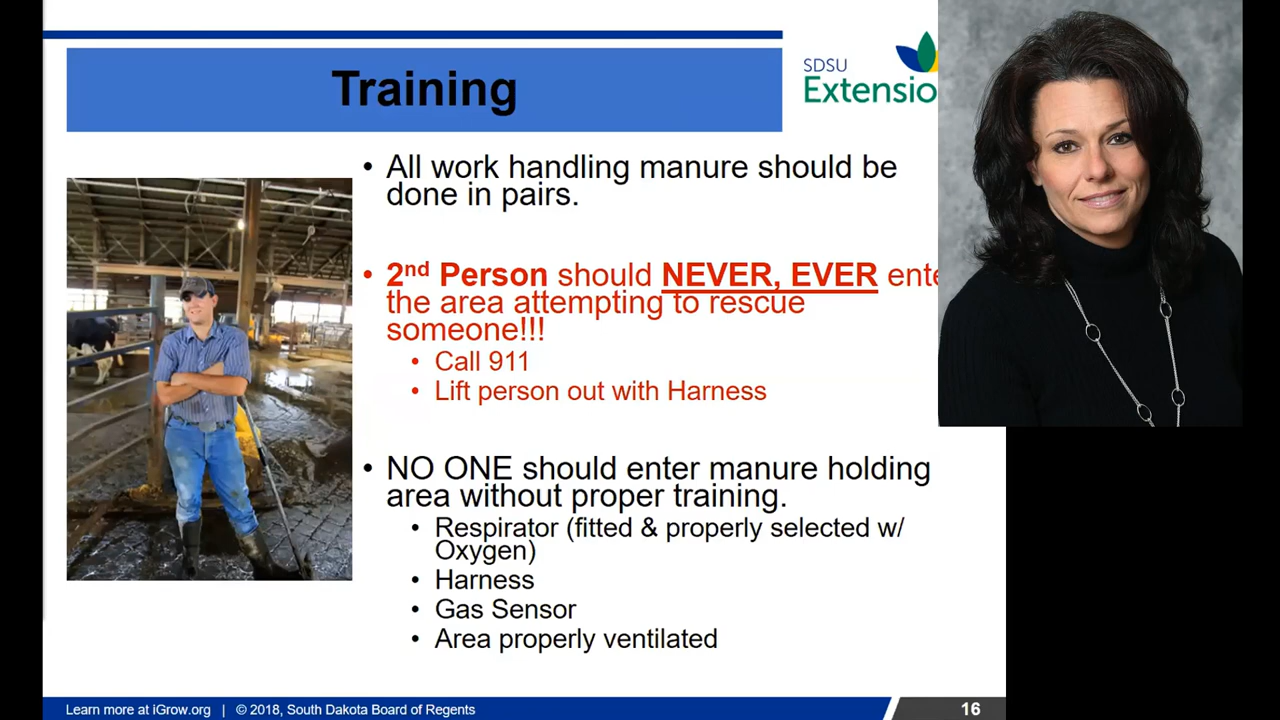 Training
SDSU
Extensio
• All work handling manure should be
done in pairs.
• 2nd Person should NEVER, EVER ente
the area attempting to rescue
someone!!!
• Call 911
• Lift person out with Harness
• NO ONE should enter manure holding
area without proper training.
• Respirator (fitted & properly selected w/
Oxygen)
• Harness
• Gas Sensor
• Area properly ventilated
Learn more at iGrow.org | © 2018, South Dakota Board of Regents
16